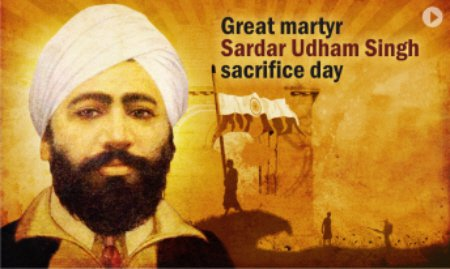 Great martyr
Sardar Udham Singh
sacrifice day